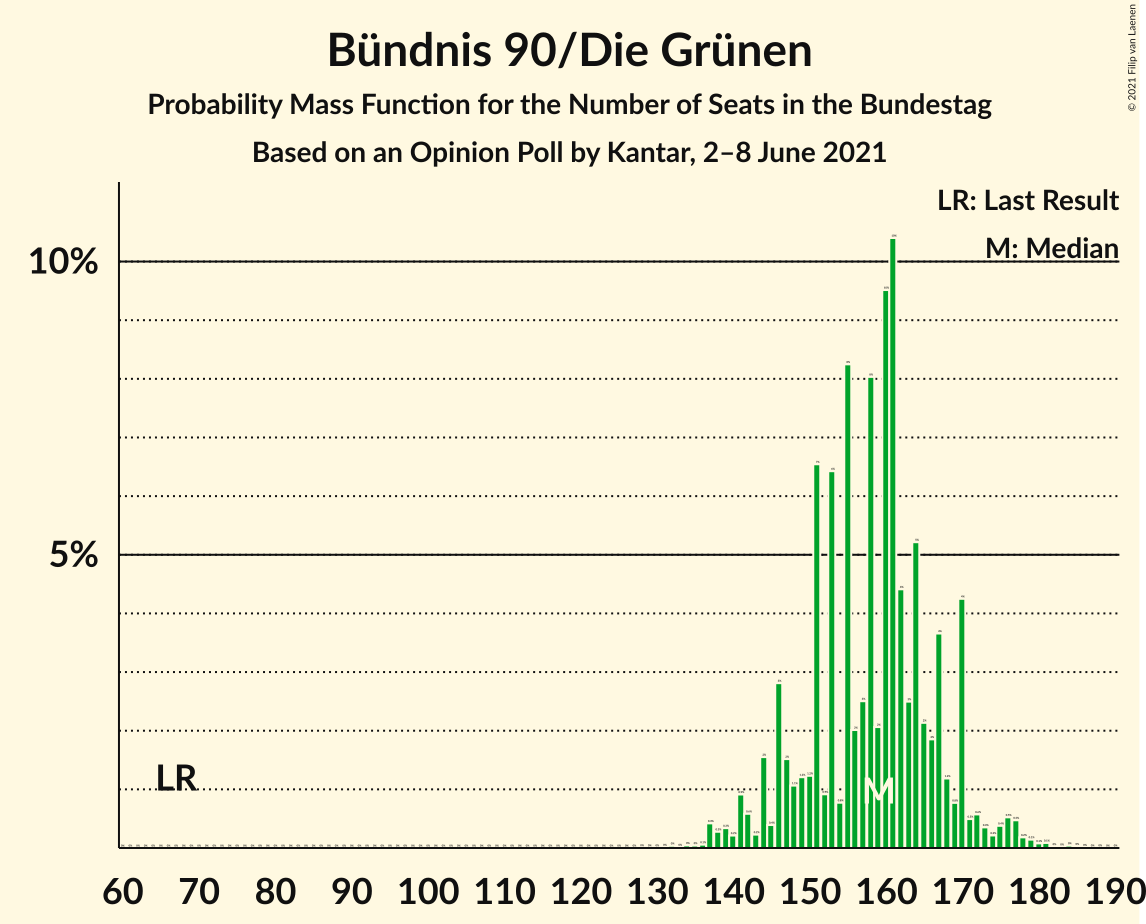 Bündnis 90/Die Grünen
Probability Mass Function for the Number of Seats in the Bundestag
Based on an Opinion Poll by Kantar, 2–8 June 2021
© 2021 Filip van Laenen
LR: Last Result
M: Median
10%
5%
LR
M
60 70 80 90 100 110 120 130 140 150 160 170 180 190